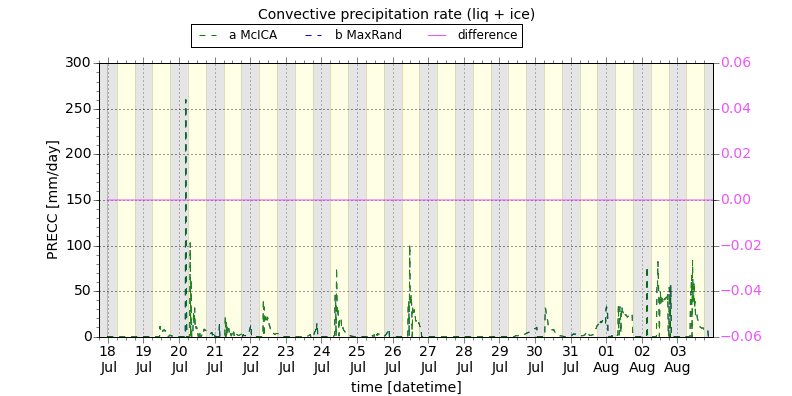 Convective precipitation rate (liq + ice)
a McICA b MaxRand difference
300 0.06
250 0.04
200 0.02
150 0.00
100 −0.02
50 −0.04
0 −0.06
PRECC [mm/day]
18 19 20 21 22 23 24 25 26 27 28 29 30 31 01 02 03
Jul Jul Jul Jul Jul Jul Jul Jul Jul Jul Jul Jul Jul Jul Aug Aug Aug
time [datetime]